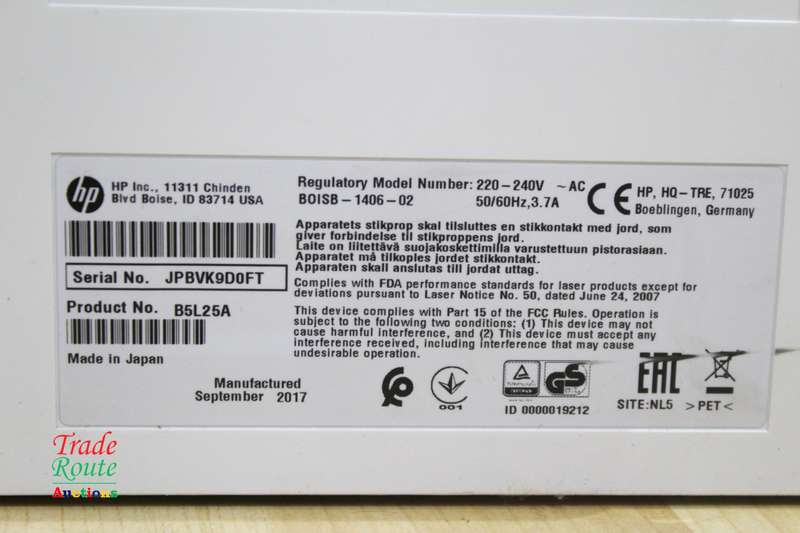 hp
HP Inc., 11311 Chinden
Blvd Boise, ID 83714 USA
Regulatory Model Number:
BOISB-1406-02
220-240V ~AC
50/60Hz,3.7A
CE
HP, HQ-TRE, 71025
Boeblingen, Germany
Apparatets stikprop skal tilsluttes en stikkontakt med jord, som
giver forbindelse til stikproppens jord.
Laite on liitettävä suojakoskettimilla varustettuun pistorasiaan.
Apparatet må tilkoples jordet stikkontakt.
Apparaten skall anslutas till jordat uttag.
Serial No. JPBVK9D0FT
Complies with FDA performance standards for laser products except for
deviations pursuant to Laser Notice No. 50, dated June 24, 2007
Product No. B5L25A
This device complies with Part 15 of the FCC Rules. Operation is
subject to the following two conditions: (1) This device may not
cause harmful interference, and (2) This device must accept any
interference received, including interference that may cause
undesirable operation.
Made in Japan
Manufactured
September 2017
001
GS
ID 0000019212
EAC
SITE:NL5 >PET<
Trade
Route
Auctions